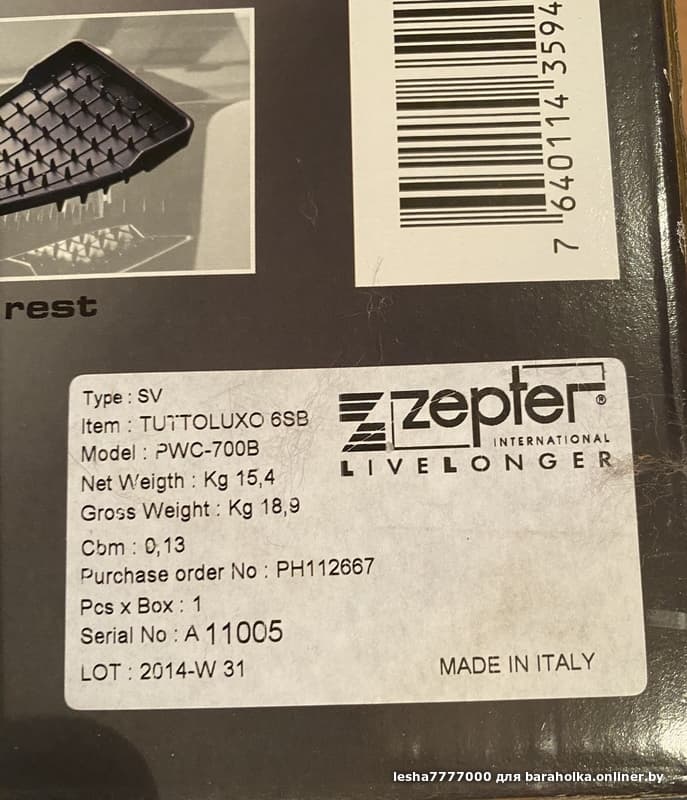 7 640114 3594
rest
Type : SV
Item : TUTTOLUXO 6SB
Model : PWC-700B
Net Weigth : Kg 15,4
Gross Weight : Kg 18,9
Cbm : 0,13
Purchase order No : PH112667
Pcs x Box : 1
Serial No : A 11005
LOT : 2014-W 31
zepter®
INTERNATIONAL
LIVELONGER
MADE IN ITALY
lesha7777000 для baraholka.onliner.by